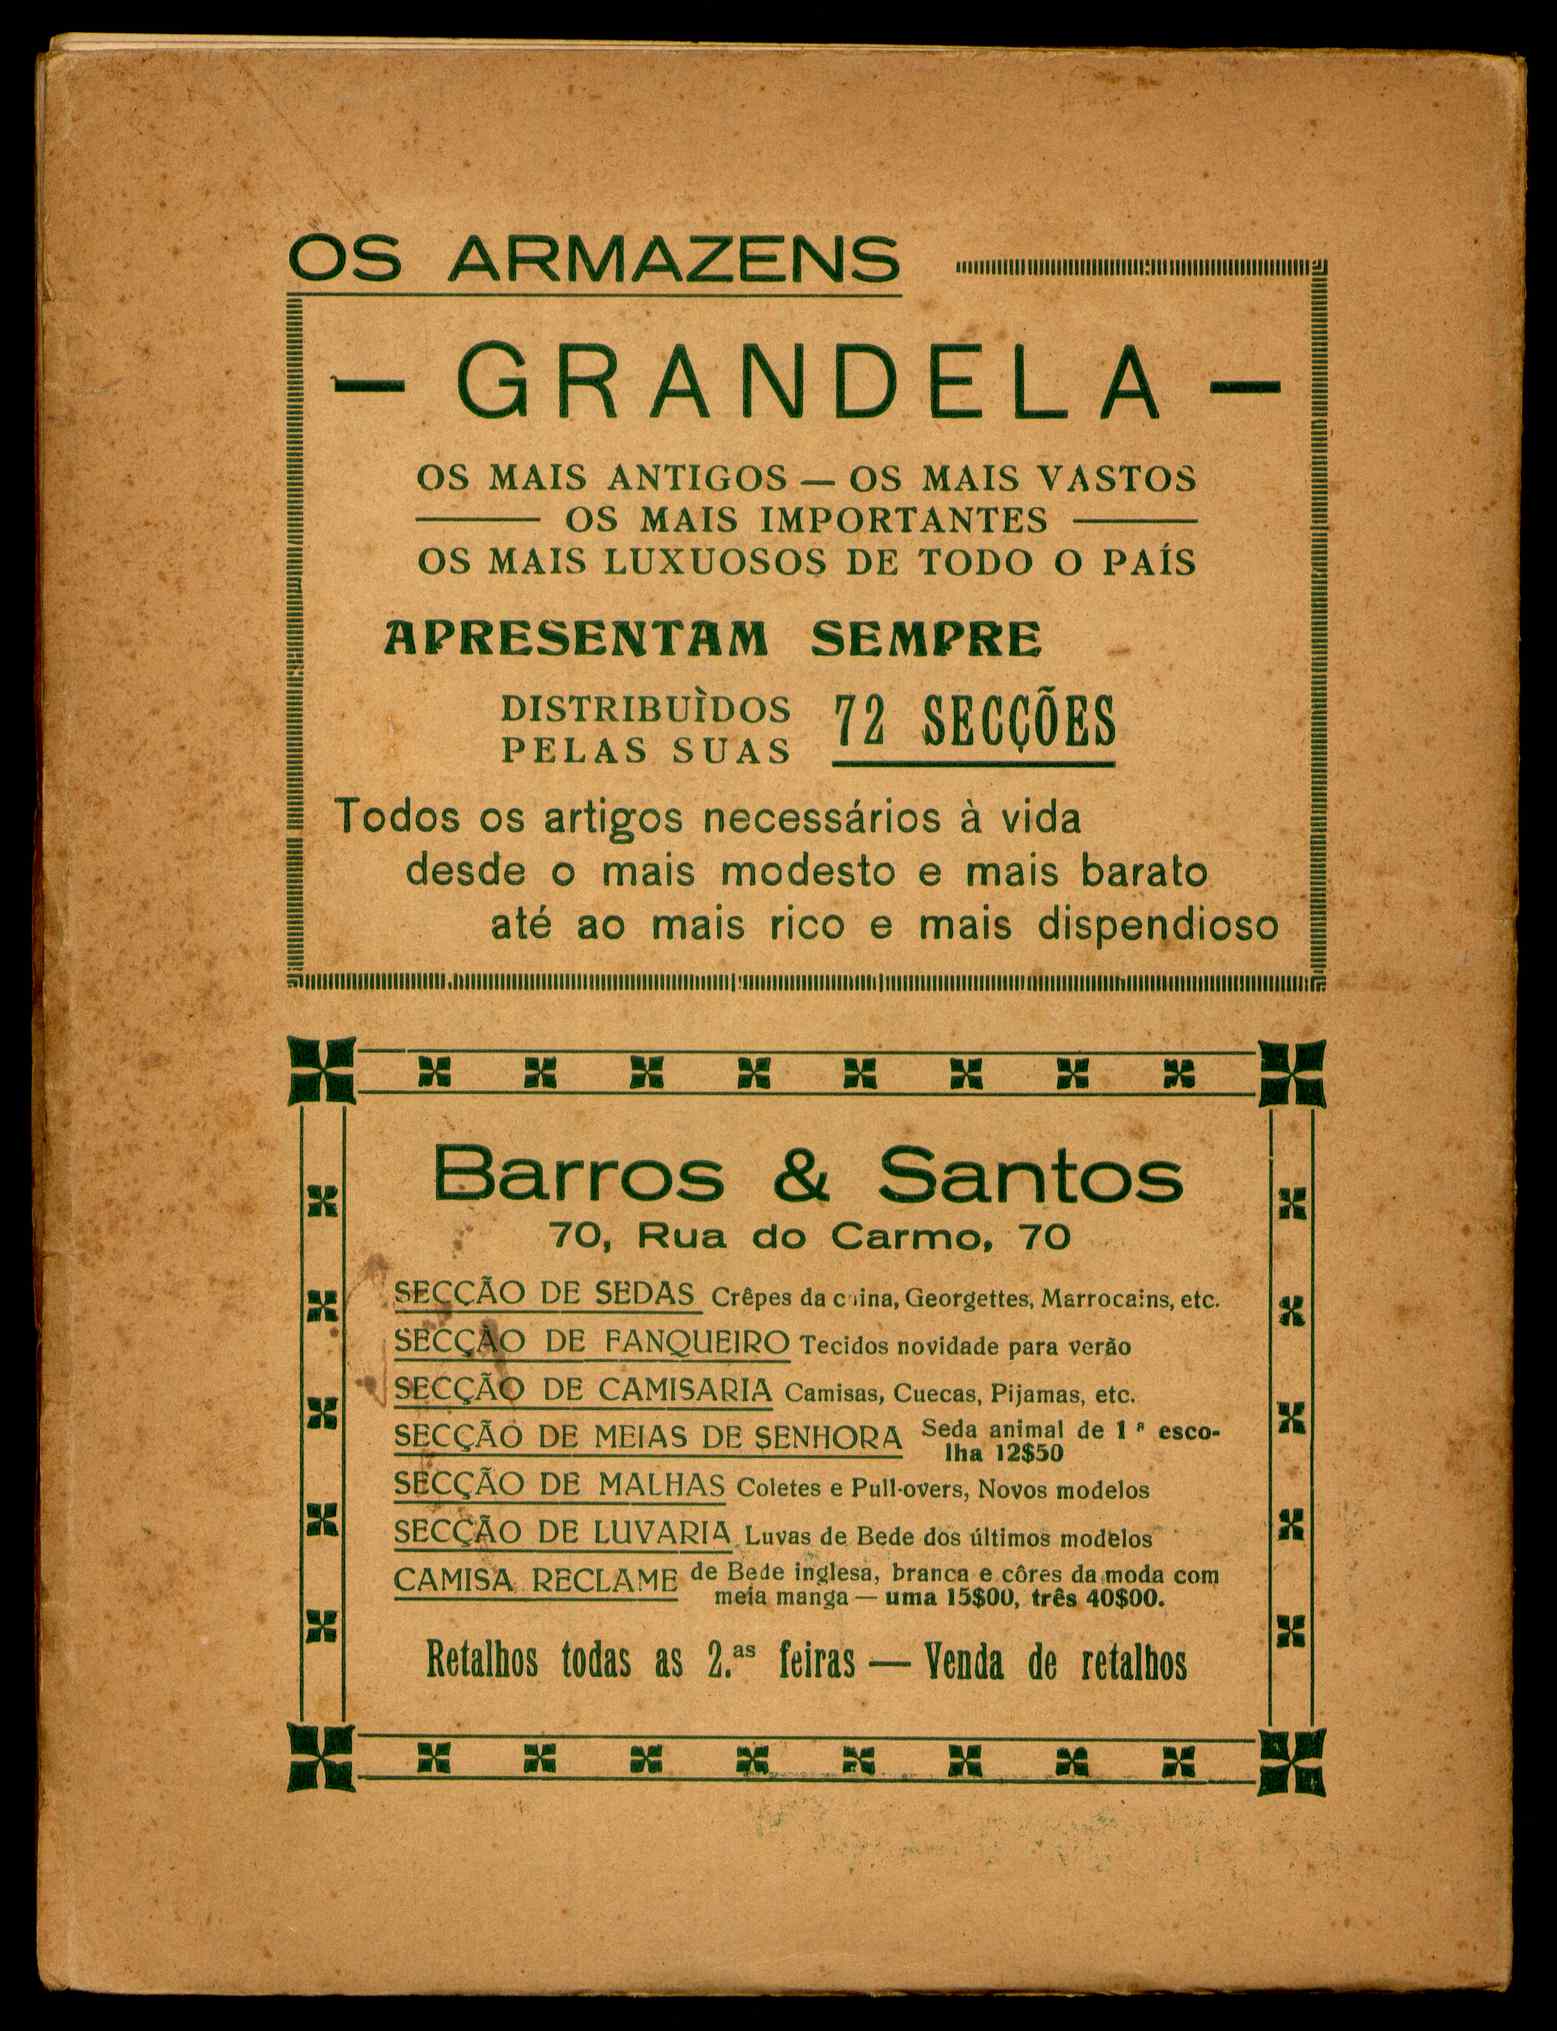 OS ARMAZENS
— GRANDELA —
OS MAIS ANTIGOS — OS MAIS VASTOS
OS MAIS IMPORTANTES
OS MAIS LUXUOSOS DE TODO O PAÍS
APRESENTAM SEMPRE
DISTRIBUÌDOS
PELAS SUAS 72 SECÇÕES
Todos os artigos necessários à vida
desde o mais modesto e mais barato
até ao mais rico e mais dispendioso
Barros & Santos
70, Rua do Carmo, 70
SECÇÃO DE SEDAS Crêpes da china, Georgettes, Marrocains, etc.
SECÇÃO DE FANQUEIRO Tecidos novidade para verão
SECÇÃO DE CAMISARIA Camisas, Cuecas, Pijamas, etc.
SECÇÃO DE MEIAS DE SENHORA Seda animal de 1ª esco-
lha 12$50
SECÇÃO DE MALHAS Coletes e Pull-overs, Novos modelos
SECÇÃO DE LUVARIA Luvas de Bede dos últimos modelos
CAMISA RECLAME de Bede inglesa, branca e côres da moda com
meia manga — uma 15$00, três 40$00.
Retalhos todas as 2.as feiras — Venda de retalhos